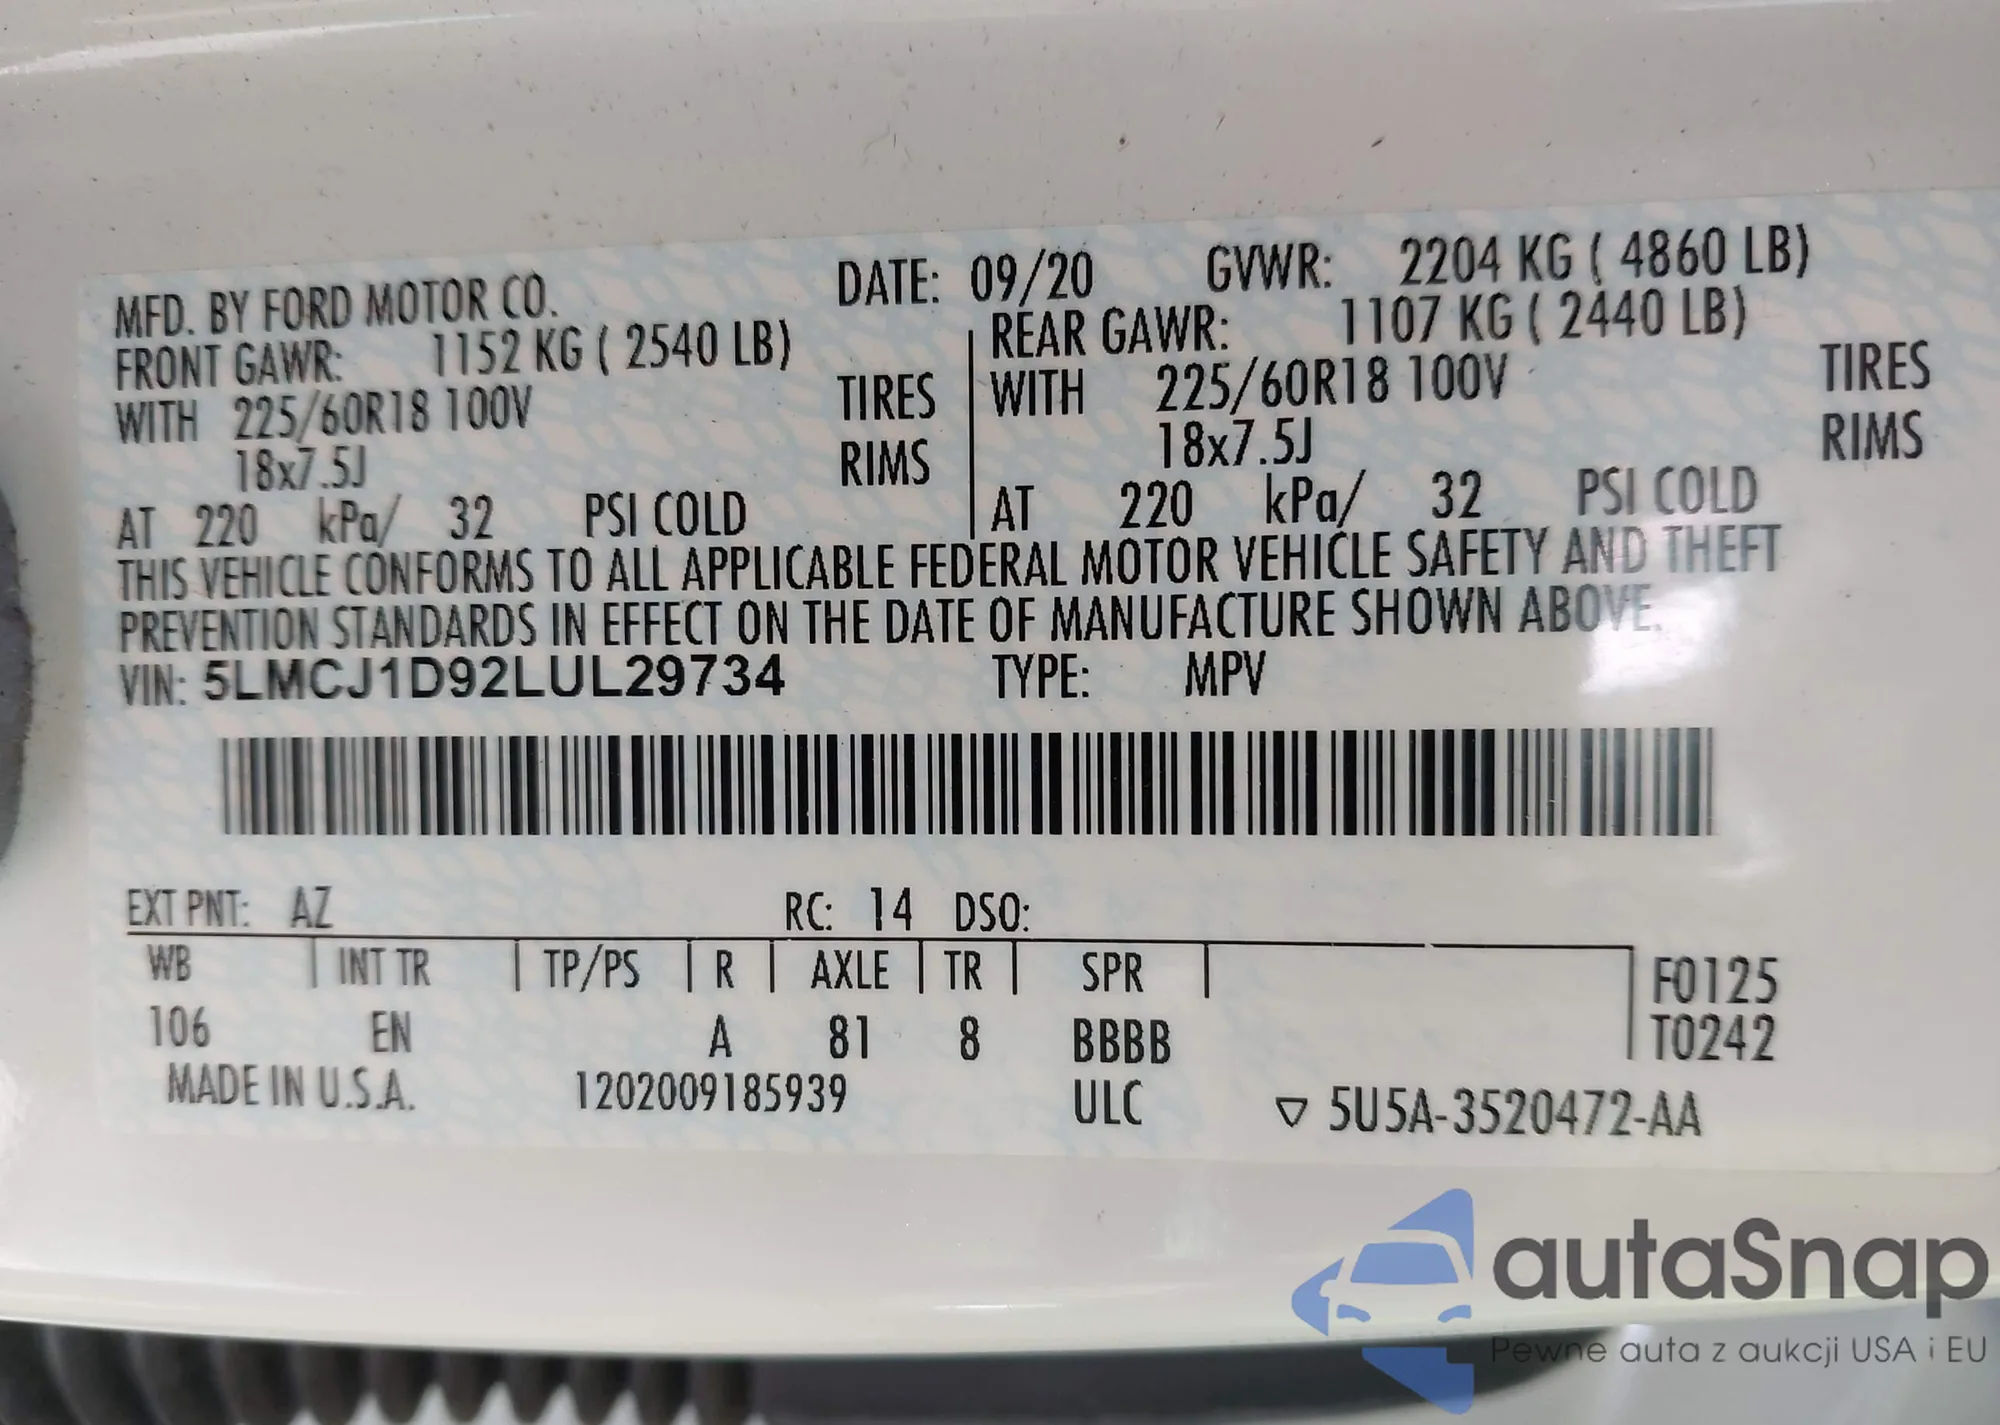 MFD. BY FORD MOTOR CO. DATE: 09/20 GVWR: 2204 KG ( 4860 LB)
FRONT GAWR: 1152 KG ( 2540 LB) REAR GAWR: 1107 KG ( 2440 LB)
WITH 225/60R18 100V TIRES WITH 225/60R18 100V TIRES
18x7.5J RIMS 18x7.5J RIMS
AT 220 kPa/ 32 PSI COLD AT 220 kPa/ 32 PSI COLD
THIS VEHICLE CONFORMS TO ALL APPLICABLE FEDERAL MOTOR VEHICLE SAFETY AND THEFT
PREVENTION STANDARDS IN EFFECT ON THE DATE OF MANUFACTURE SHOWN ABOVE.
VIN: 5LMCJ1D92LUL29734 TYPE: MPV
EXT PNT: AZ RC: 14 DSO:
WB INT TR TP/PS R AXLE TR SPR F0125
106 EN A 81 8 BBBB T0242
MADE IN U.S.A. 1202009185939 ULC ▽ 5U5A-3520472-AA
autaSnap
Pewne auta z aukcji USA i EU